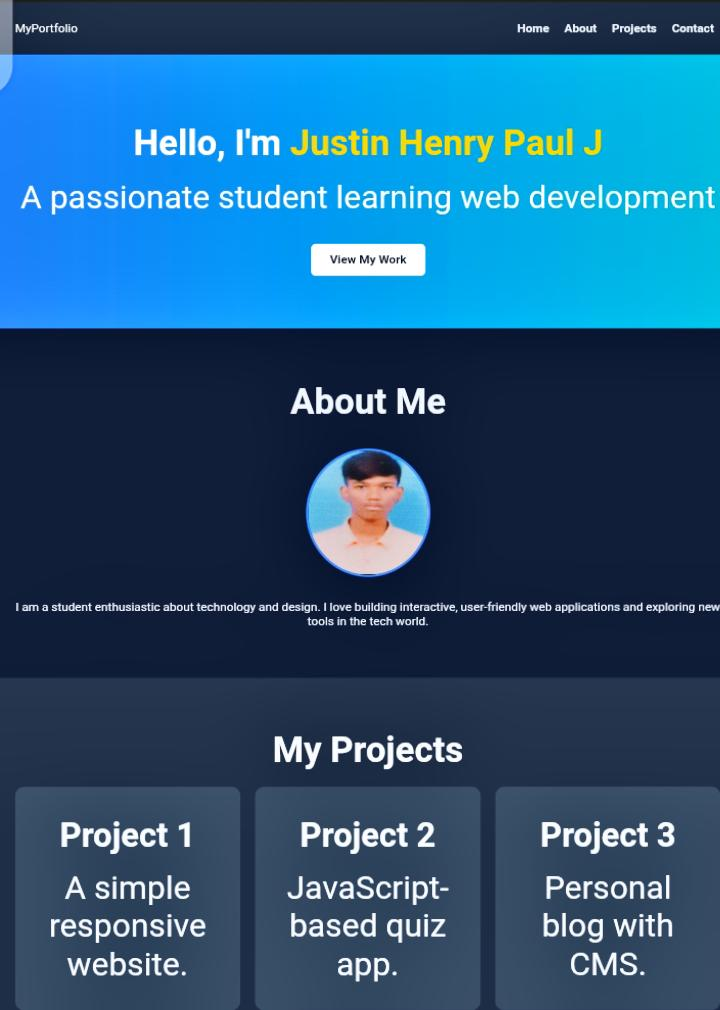 MyPortfolio
Home About Projects Contact
Hello, I'm Justin Henry Paul J
A passionate student learning web development
View My Work
About Me
I am a student enthusiastic about technology and design. I love building interactive, user-friendly web applications and exploring new
tools in the tech world.
My Projects
Project 1
A simple
responsive
website.
Project 2
JavaScript-
based quiz
app.
Project 3
Personal
blog with
CMS.